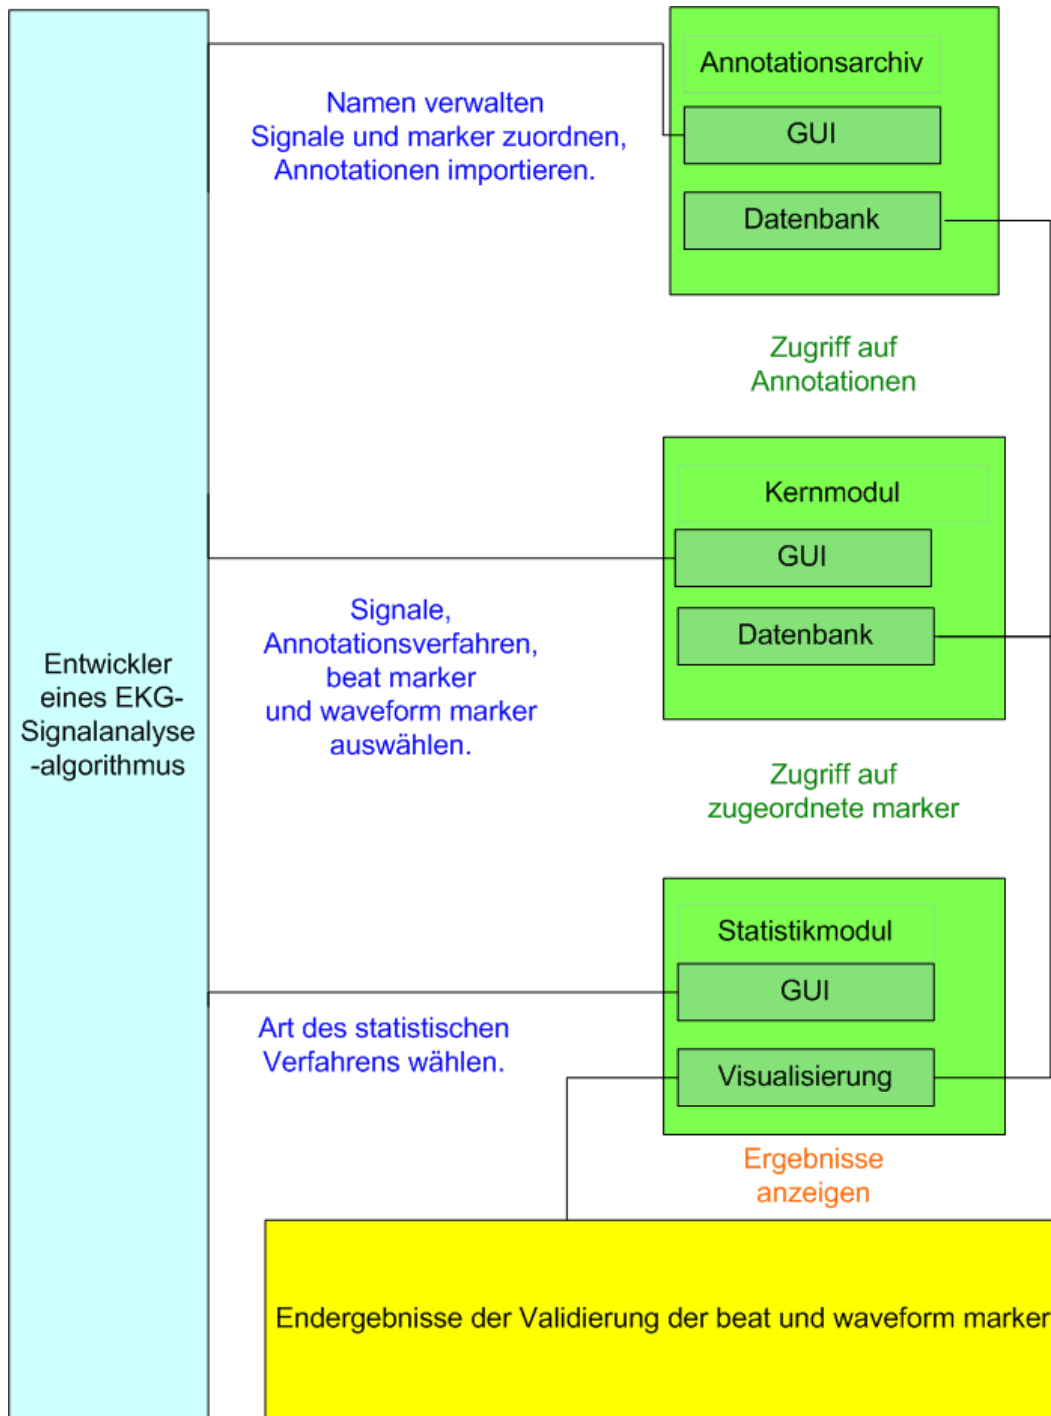 Entwickler
eines EKG-
Signalanalyse
-algorithmus
Namen verwalten
Signale und marker zuordnen,
Annotationen importieren.
Annotationsarchiv
GUI
Datenbank
Zugriff auf
Annotationen
Kernmodul
GUI
Datenbank
Signale,
Annotationsverfahren,
beat marker
und waveform marker
auswählen.
Zugriff auf
zugeordnete marker
Statistikmodul
GUI
Visualisierung
Art des statistischen
Verfahrens wählen.
Ergebnisse
anzeigen
Endergebnisse der Validierung der beat und waveform marker